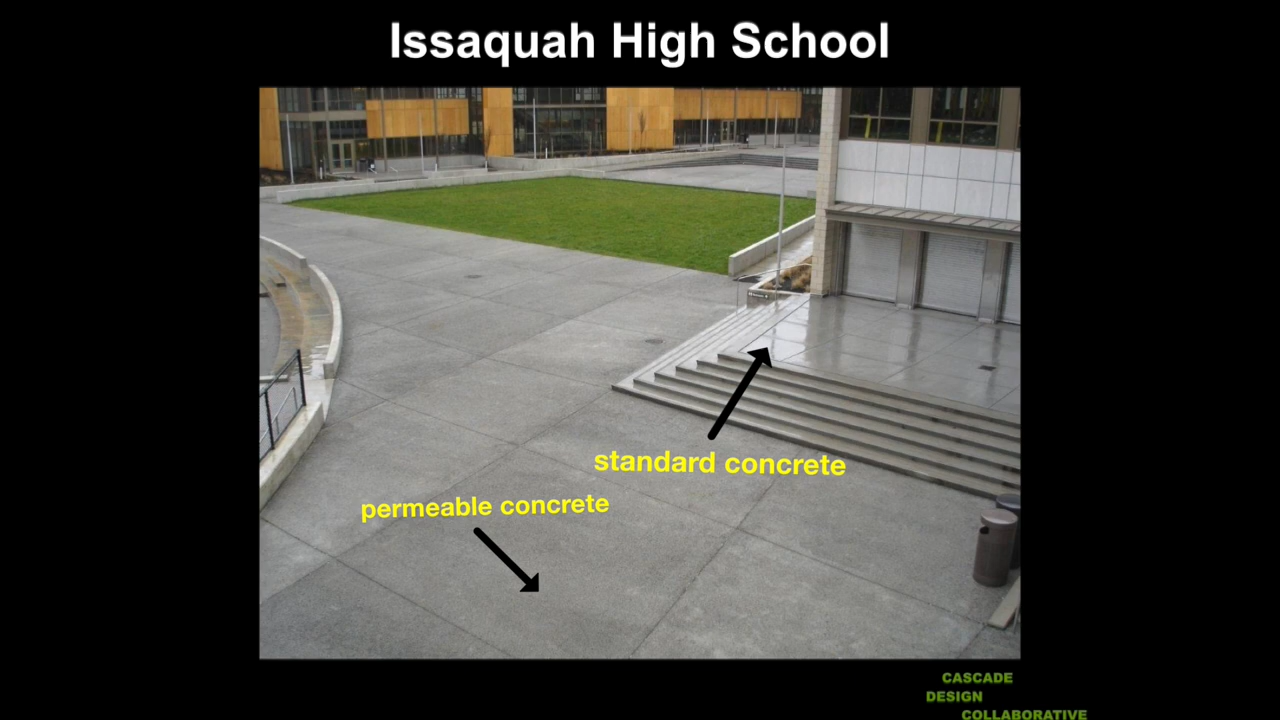 Issaquah High School
standard concrete
permeable concrete
CASCADE
DESIGN
COLLABORATIVE